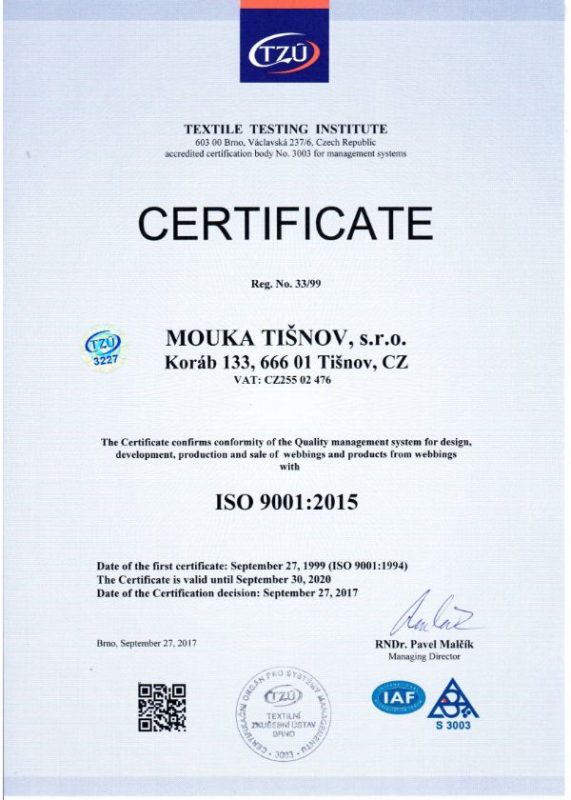 TZÚ
TEXTILE TESTING INSTITUTE
603 00 Brno, Václavská 237/6, Czech Republic
accredited certification body No. 3003 for management systems
CERTIFICATE
Reg. No. 33/99
TZÚ
3227
MOUKA TIŠNOV, s.r.o.
Koráb 133, 666 01 Tišnov, CZ
VAT: CZ255 02 476
The Certificate confirms conformity of the Quality management system for design,
development, production and sale of webbings and products from webbings
with
ISO 9001:2015
Date of the first certificate: September 27, 1999 (ISO 9001:1994)
The Certificate is valid until September 30, 2020
Date of the Certification decision: September 27, 2017
Brno, September 27, 2017
RNDr. Pavel Malčík
Managing Director
CERTIFIKAČNÍ ORGÁN PRO SYSTÉMY MANAGEMENTU
TZÚ
TEXTILNÍ
ZKUŠEBNÍ ÚSTAV
BRNO
3003
IAF
S 3003